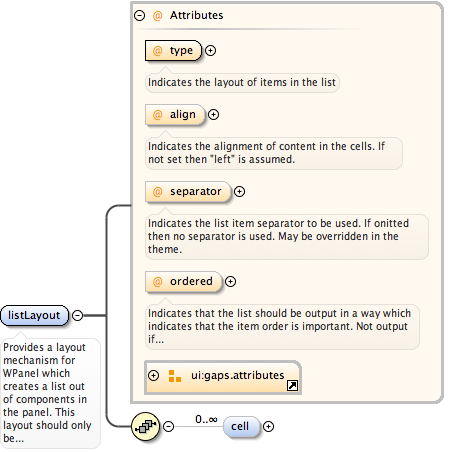 @ Attributes
@ type
Indicates the layout of items in the list
@ align
Indicates the alignment of content in the cells. If
not set then "left" is assumed.
@ separator
Indicates the list item separator to be used. If onitted
then no separator is used. May be overridden in the
theme.
@ ordered
Indicates that the list should be output in a way which
indicates that the item order is important. Not output
if...
ui:gaps.attributes
listLayout
Provides a layout
mechanism for
WPanel which
creates a list out
of components in
the panel. This
layout should only
be...
0..∞
cell